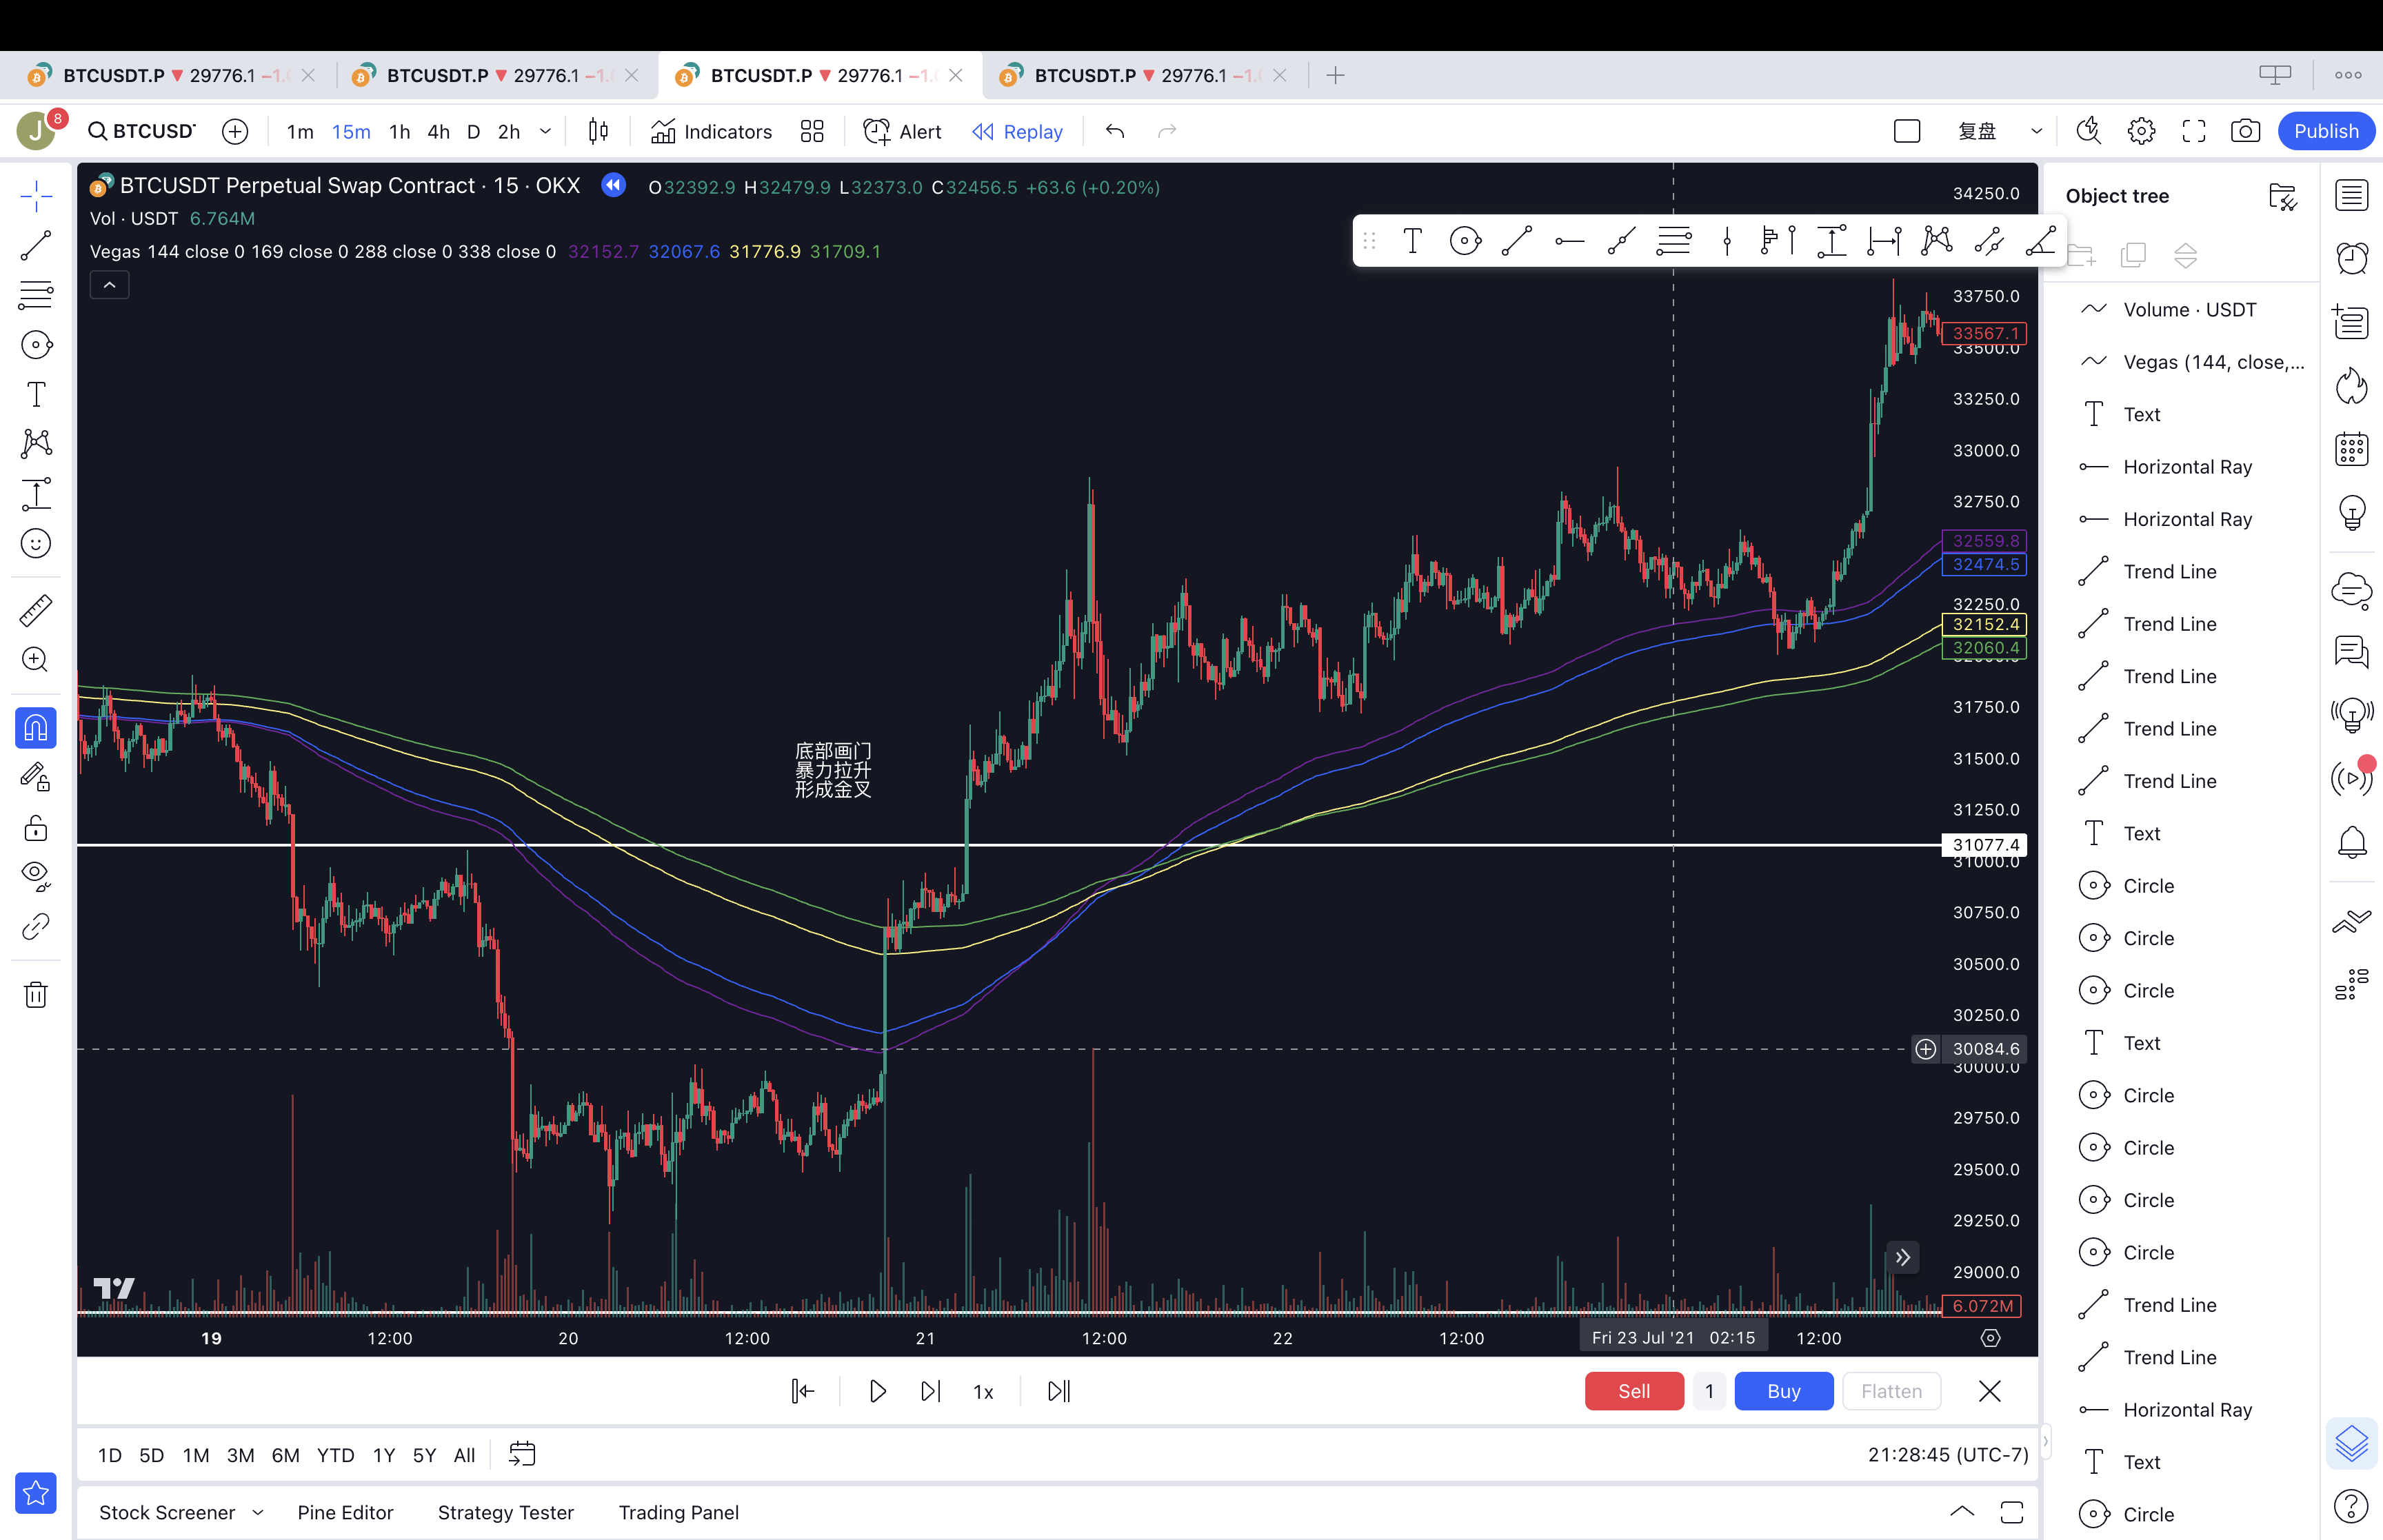 BTCUSDT.P 29776.1 −1.
BTCUSDT.P 29776.1 −1.
BTCUSDT.P 29776.1 −1.
BTCUSDT.P 29776.1 −1.
J 8 BTCUSD 1m 15m 1h 4h D 2h Indicators Alert Replay 复盘 Publish
BTCUSDT Perpetual Swap Contract · 15 · OKX O32392.9 H32479.9 L32373.0 C32456.5 +63.6 (+0.20%)
Vol · USDT 6.764M
Vegas 144 close 0 169 close 0 288 close 0 338 close 0 32152.7 32067.6 31776.9 31709.1
底部画门
暴力拉升
形成金叉
34250.0
33750.0
33567.1
33500.0
33250.0
33000.0
32750.0
32559.8
32474.5
32250.0
32152.4
32060.4
31750.0
31500.0
31250.0
31077.4
31000.0
30750.0
30500.0
30250.0
30084.6
30000.0
29750.0
29500.0
29250.0
29000.0
6.072M
19 12:00 20 12:00 21 12:00 22 12:00 Fri 23 Jul '21 02:15 12:00
1x Sell 1 Buy Flatten
1D 5D 1M 3M 6M YTD 1Y 5Y All 21:28:45 (UTC-7)
Stock Screener Pine Editor Strategy Tester Trading Panel
Object tree
Volume · USDT
Vegas (144, close,...
Text
Horizontal Ray
Horizontal Ray
Trend Line
Trend Line
Trend Line
Trend Line
Trend Line
Text
Circle
Circle
Circle
Text
Circle
Circle
Circle
Circle
Trend Line
Trend Line
Horizontal Ray
Text
Circle